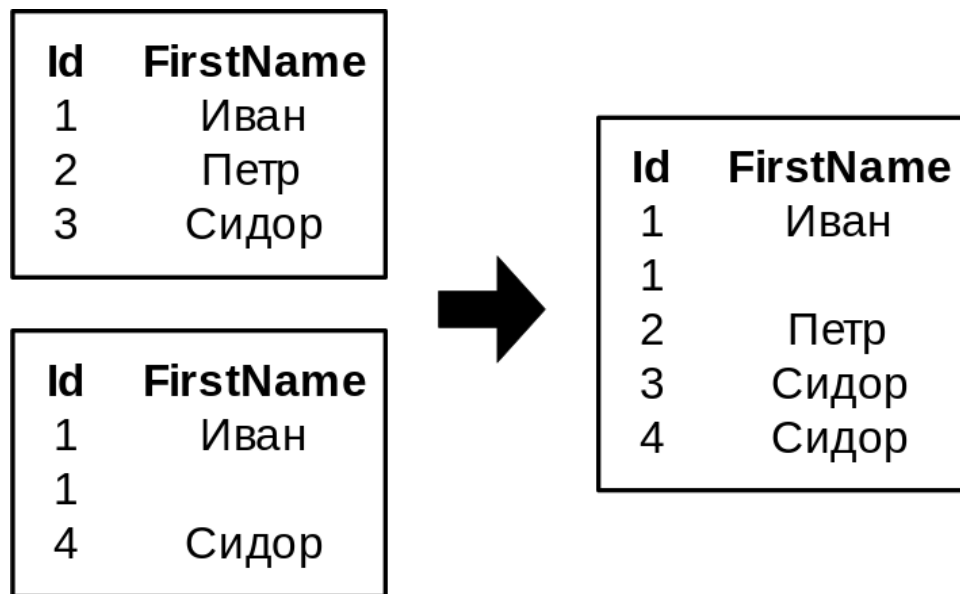 Id FirstName
1 Иван
2 Петр
3 Сидор
Id FirstName
1 Иван
1
4 Сидор
Id FirstName
1 Иван
1
2 Петр
3 Сидор
4 Сидор